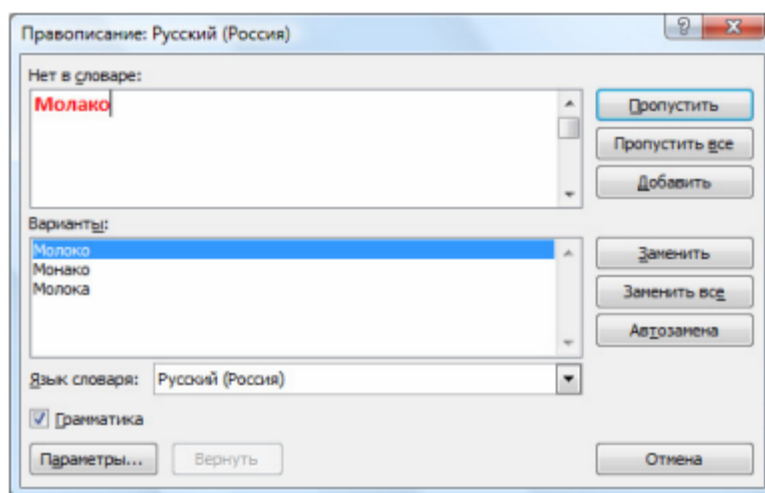 Правописание: Русский (Россия)
Нет в словаре:
Молако
Пропустить
Пропустить все
Добавить
Варианты:
Молоко
Монако
Молока
Заменить
Заменить все
Автозамена
Язык словаря: Русский (Россия)
Грамматика
Параметры... Вернуть Отмена